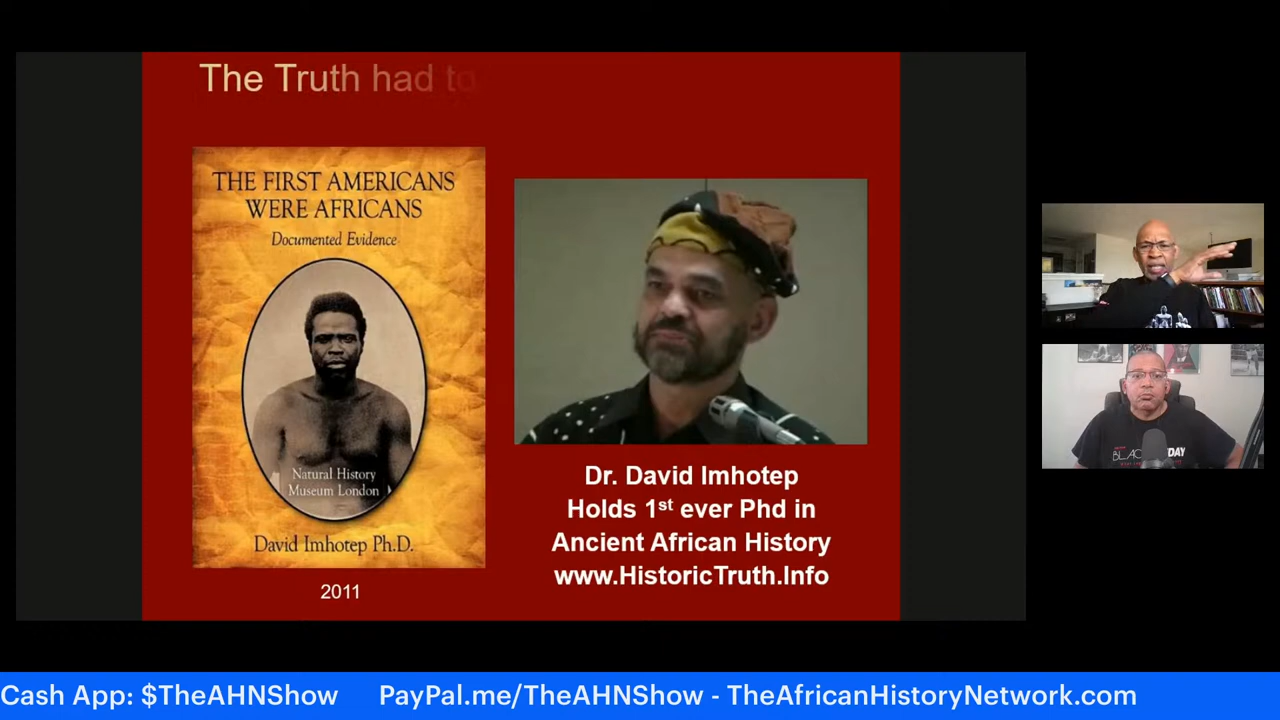 The Truth had to
THE FIRST AMERICANS
WERE AFRICANS
Documented Evidence
Natural History
Museum London
David Imhotep Ph.D.
2011
Dr. David Imhotep
Holds 1st ever Phd in
Ancient African History
www.HistoricTruth.Info
Cash App: $TheAHNShow PayPal.me/TheAHNShow - TheAfricanHistoryNetwork.com